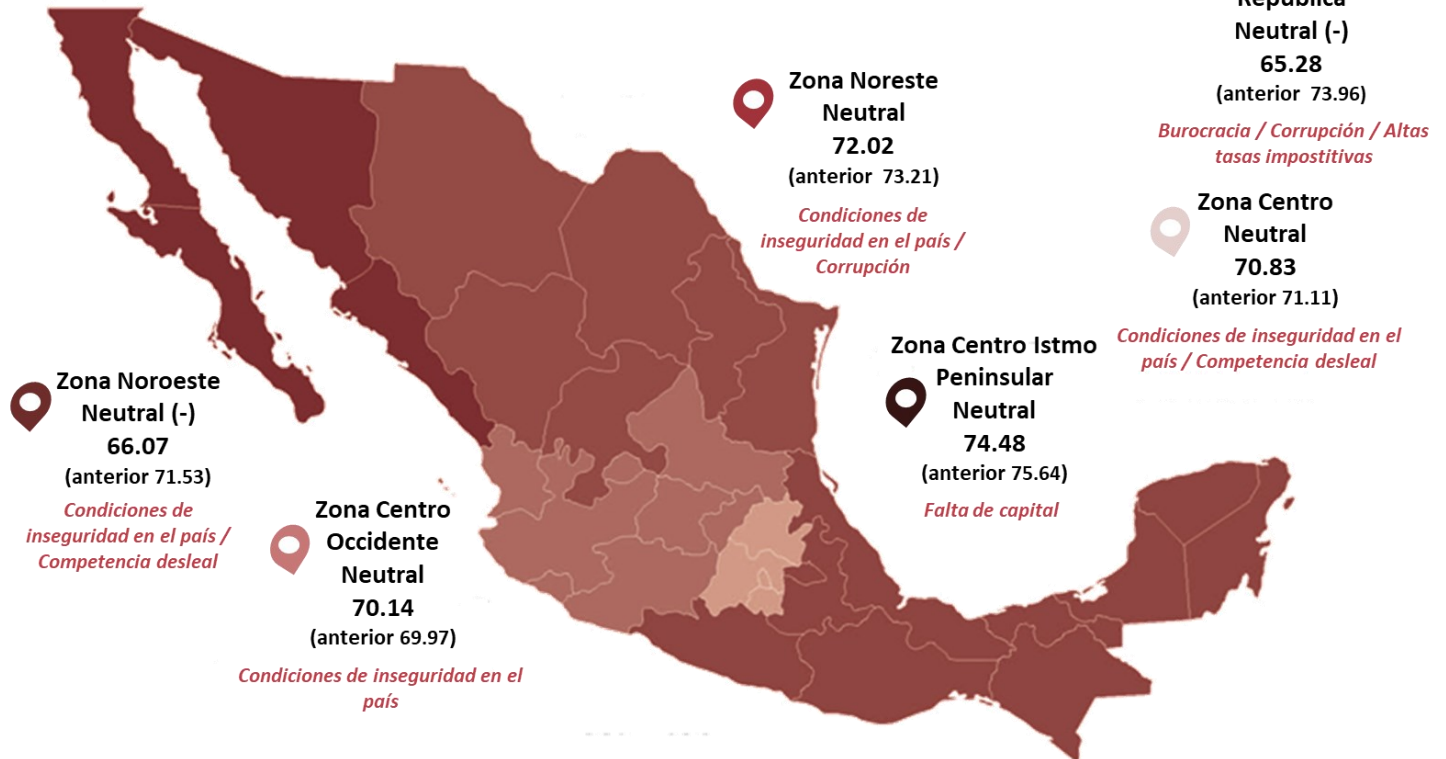 República
Neutral (-)
65.28
(anterior 73.96)
Burocracia / Corrupción / Altas
tasas impostitivas
Zona Noreste
Neutral
72.02
(anterior 73.21)
Condiciones de
inseguridad en el país /
Corrupción
Zona Centro
Neutral
70.83
(anterior 71.11)
Condiciones de inseguridad en el
país / Competencia desleal
Zona Centro Istmo
Peninsular
Neutral
74.48
(anterior 75.64)
Falta de capital
Zona Noroeste
Neutral (-)
66.07
(anterior 71.53)
Condiciones de
inseguridad en el país /
Competencia desleal
Zona Centro
Occidente
Neutral
70.14
(anterior 69.97)
Condiciones de inseguridad en el
país